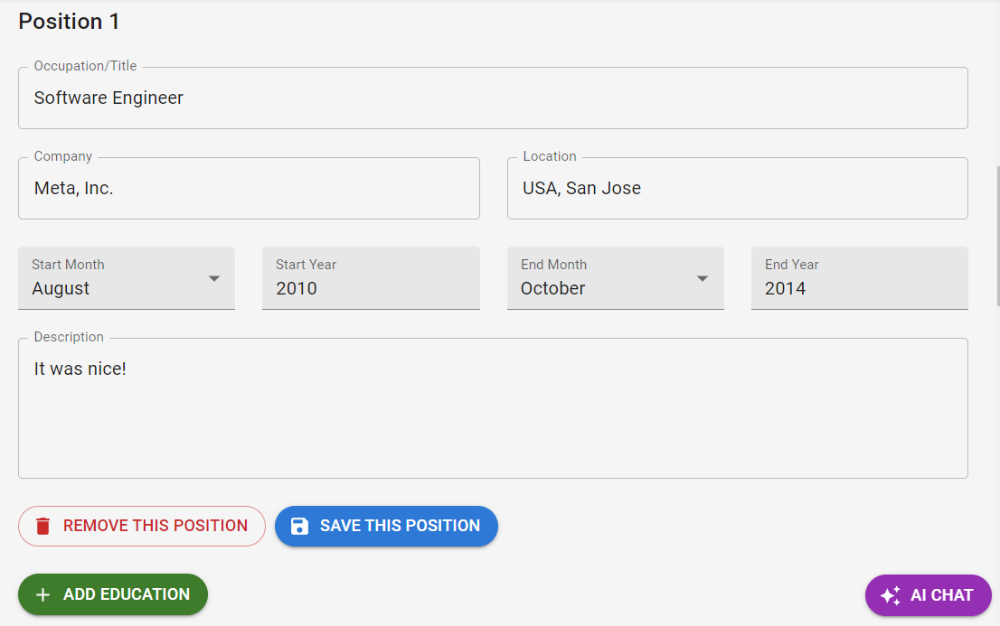 Position 1
Occupation/Title
Software Engineer
Company
Meta, Inc.
Location
USA, San Jose
Start Month
August
Start Year
2010
End Month
October
End Year
2014
Description
It was nice!
REMOVE THIS POSITION
SAVE THIS POSITION
ADD EDUCATION
AI CHAT